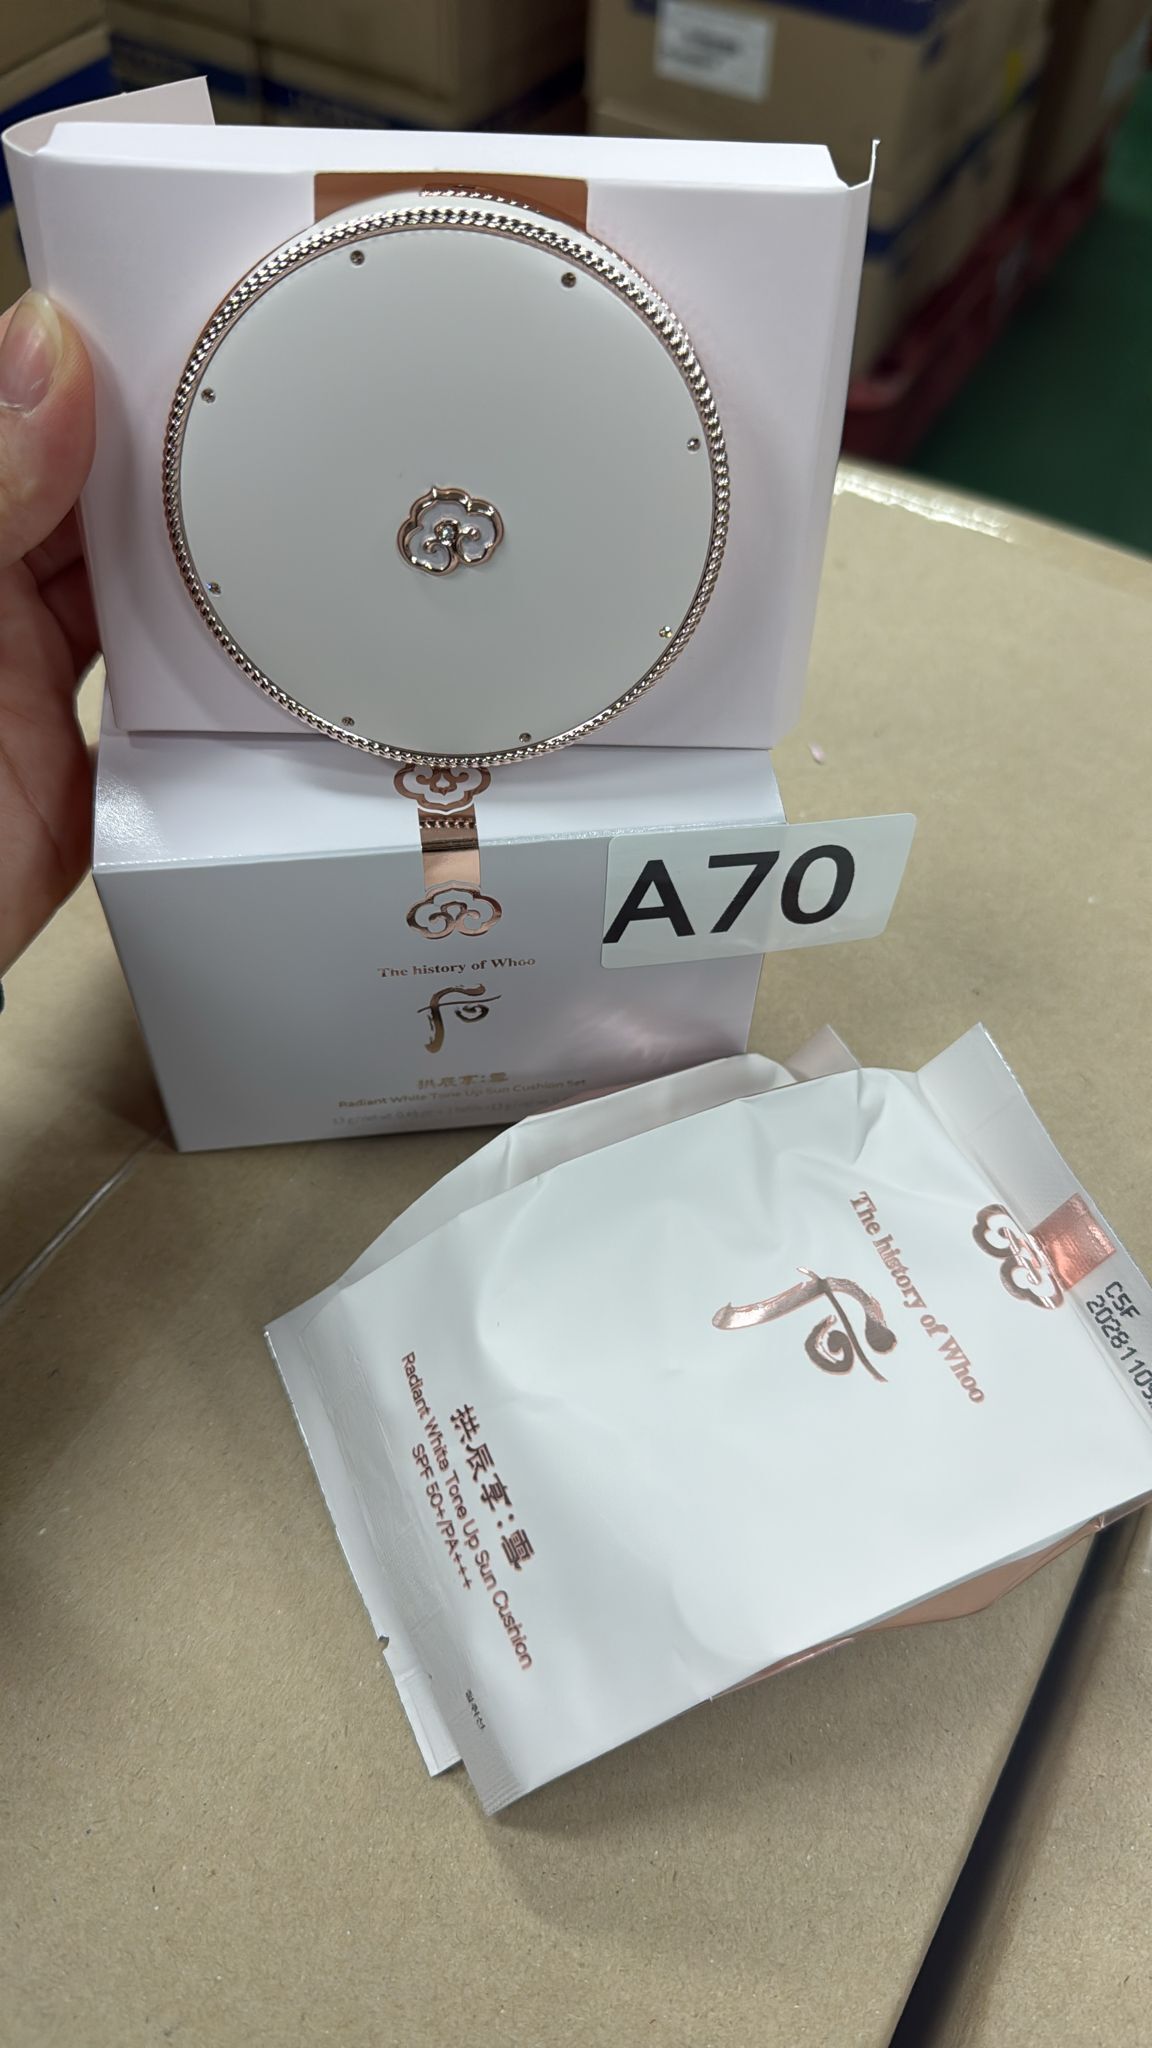 A70
The history of Whoo
后
拱辰享:雪
Radiant White Tone Up Sun Cushion Set
The history of Whoo
后
拱辰享:雪
Radiant White Tone Up Sun Cushion
SPF 50+/PA+++
C5F
20281109